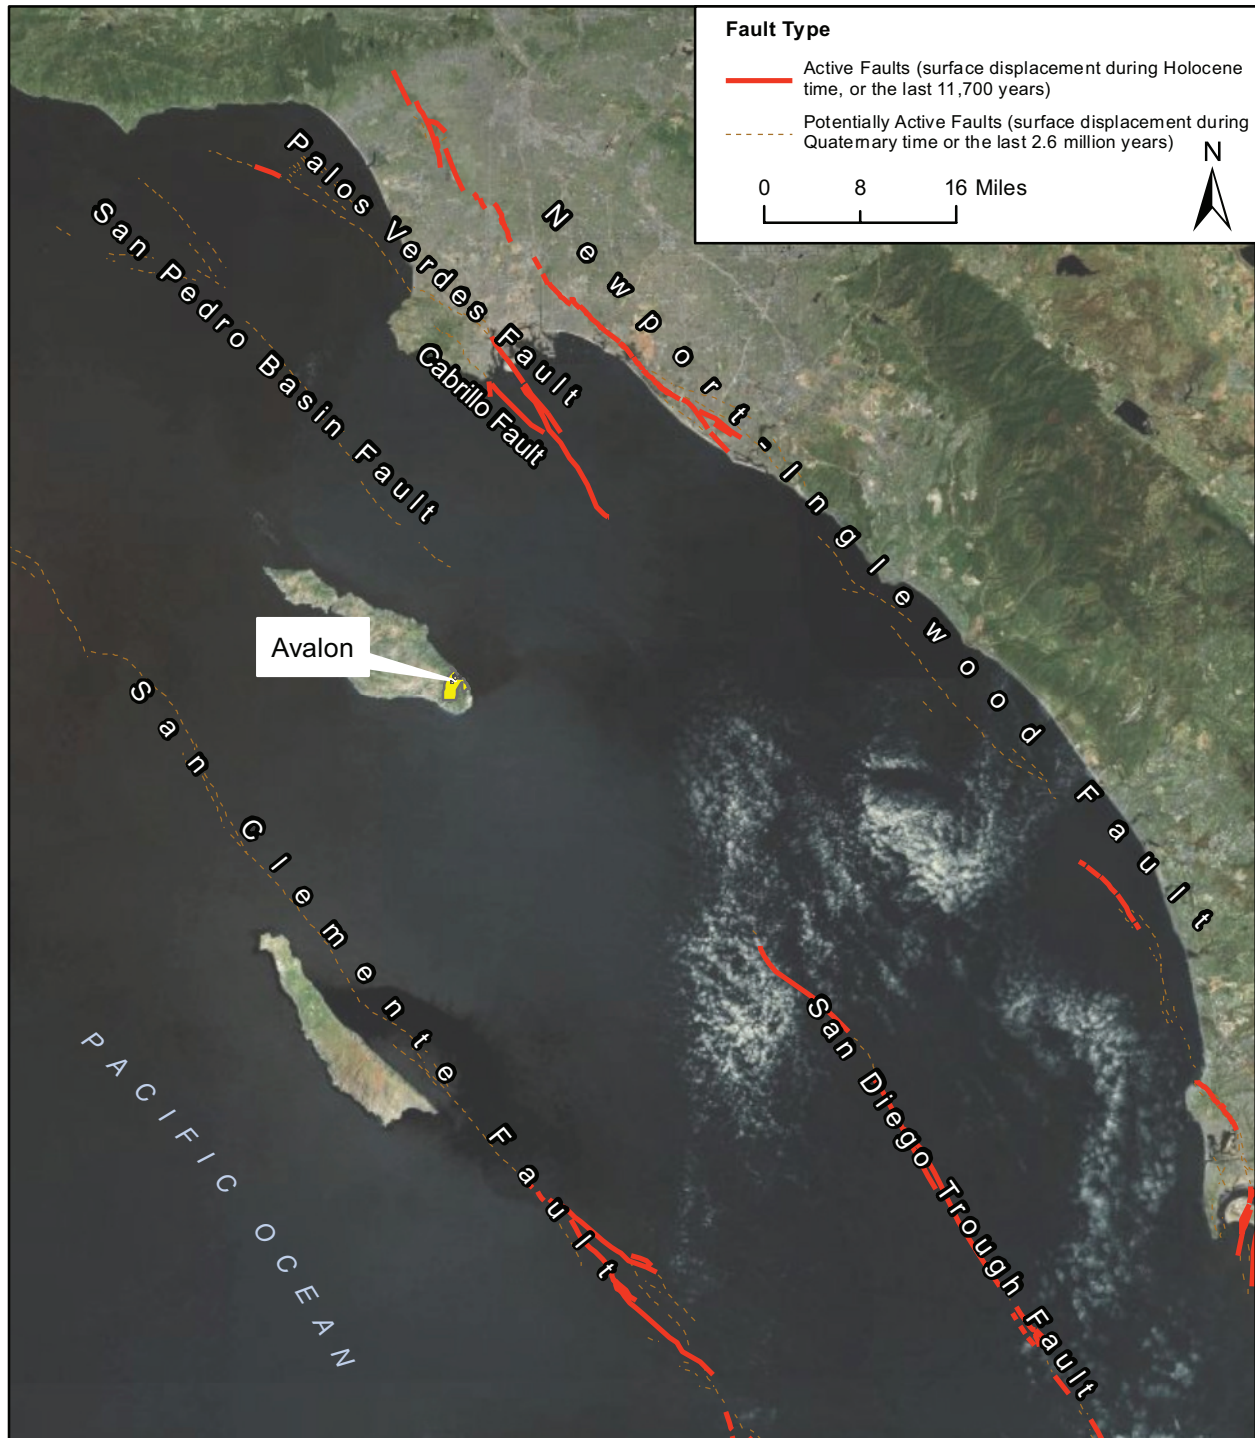 Fault Type
Active Faults (surface displacement during Holocene
time, or the last 11,700 years)
Potentially Active Faults (surface displacement during
Quaternary time or the last 2.6 million years)
N
0 8 16 Miles
Palos Verdes Fault
Newport-Inglewood Fault
San Pedro Basin Fault
Cabrillo Fault
Avalon
San Clemente Fault
San Diego Trough Fault
PACIFIC OCEAN